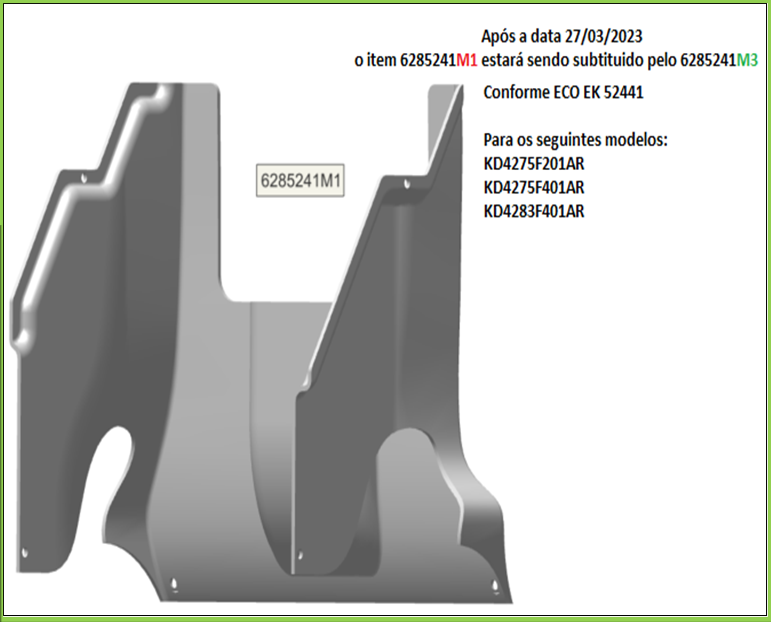 Após a data 27/03/2023
o item 6285241M1 estará sendo subtituido pelo 6285241M3
Conforme ECO EK 52441
Para os seguintes modelos:
KD4275F201AR
KD4275F401AR
KD4283F401AR
6285241M1